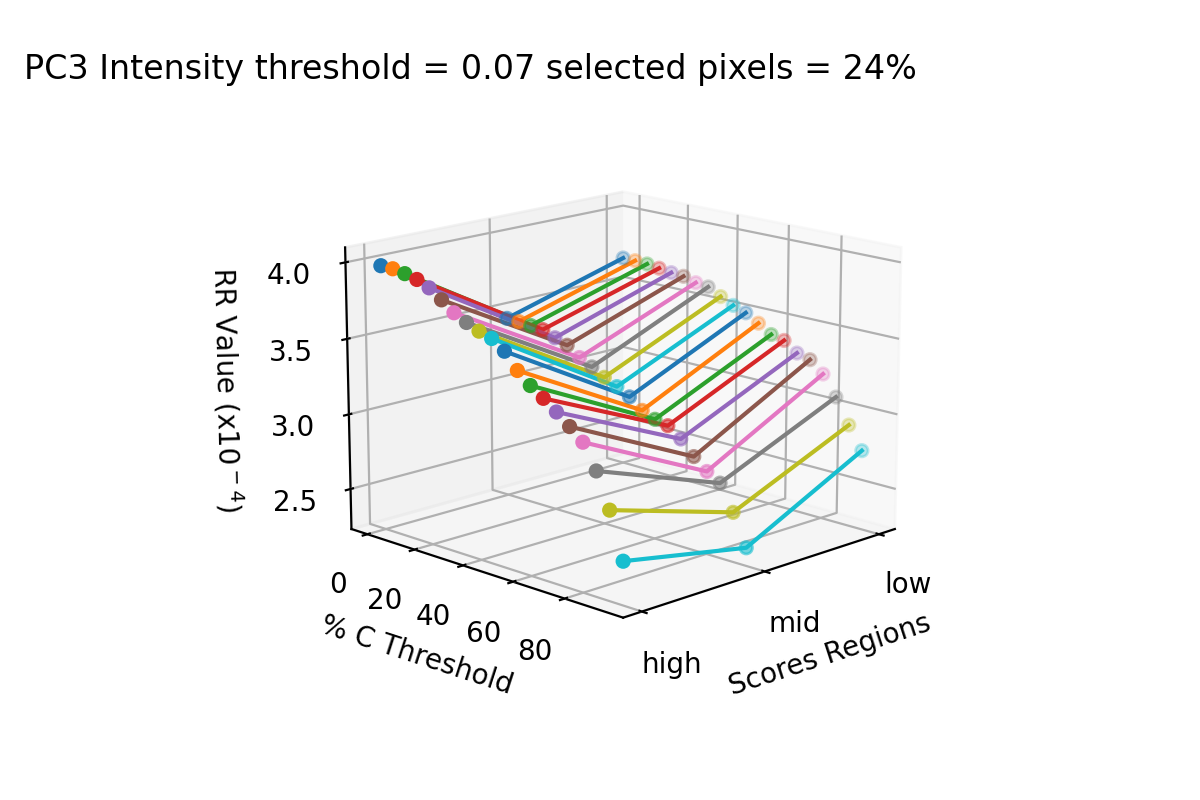 PC3 Intensity threshold = 0.07 selected pixels = 24%
4.0
3.5
3.0
2.5
RR Value (x10⁻⁴)
0
20
40
60
80
% C Threshold
high
mid
low
Scores Regions